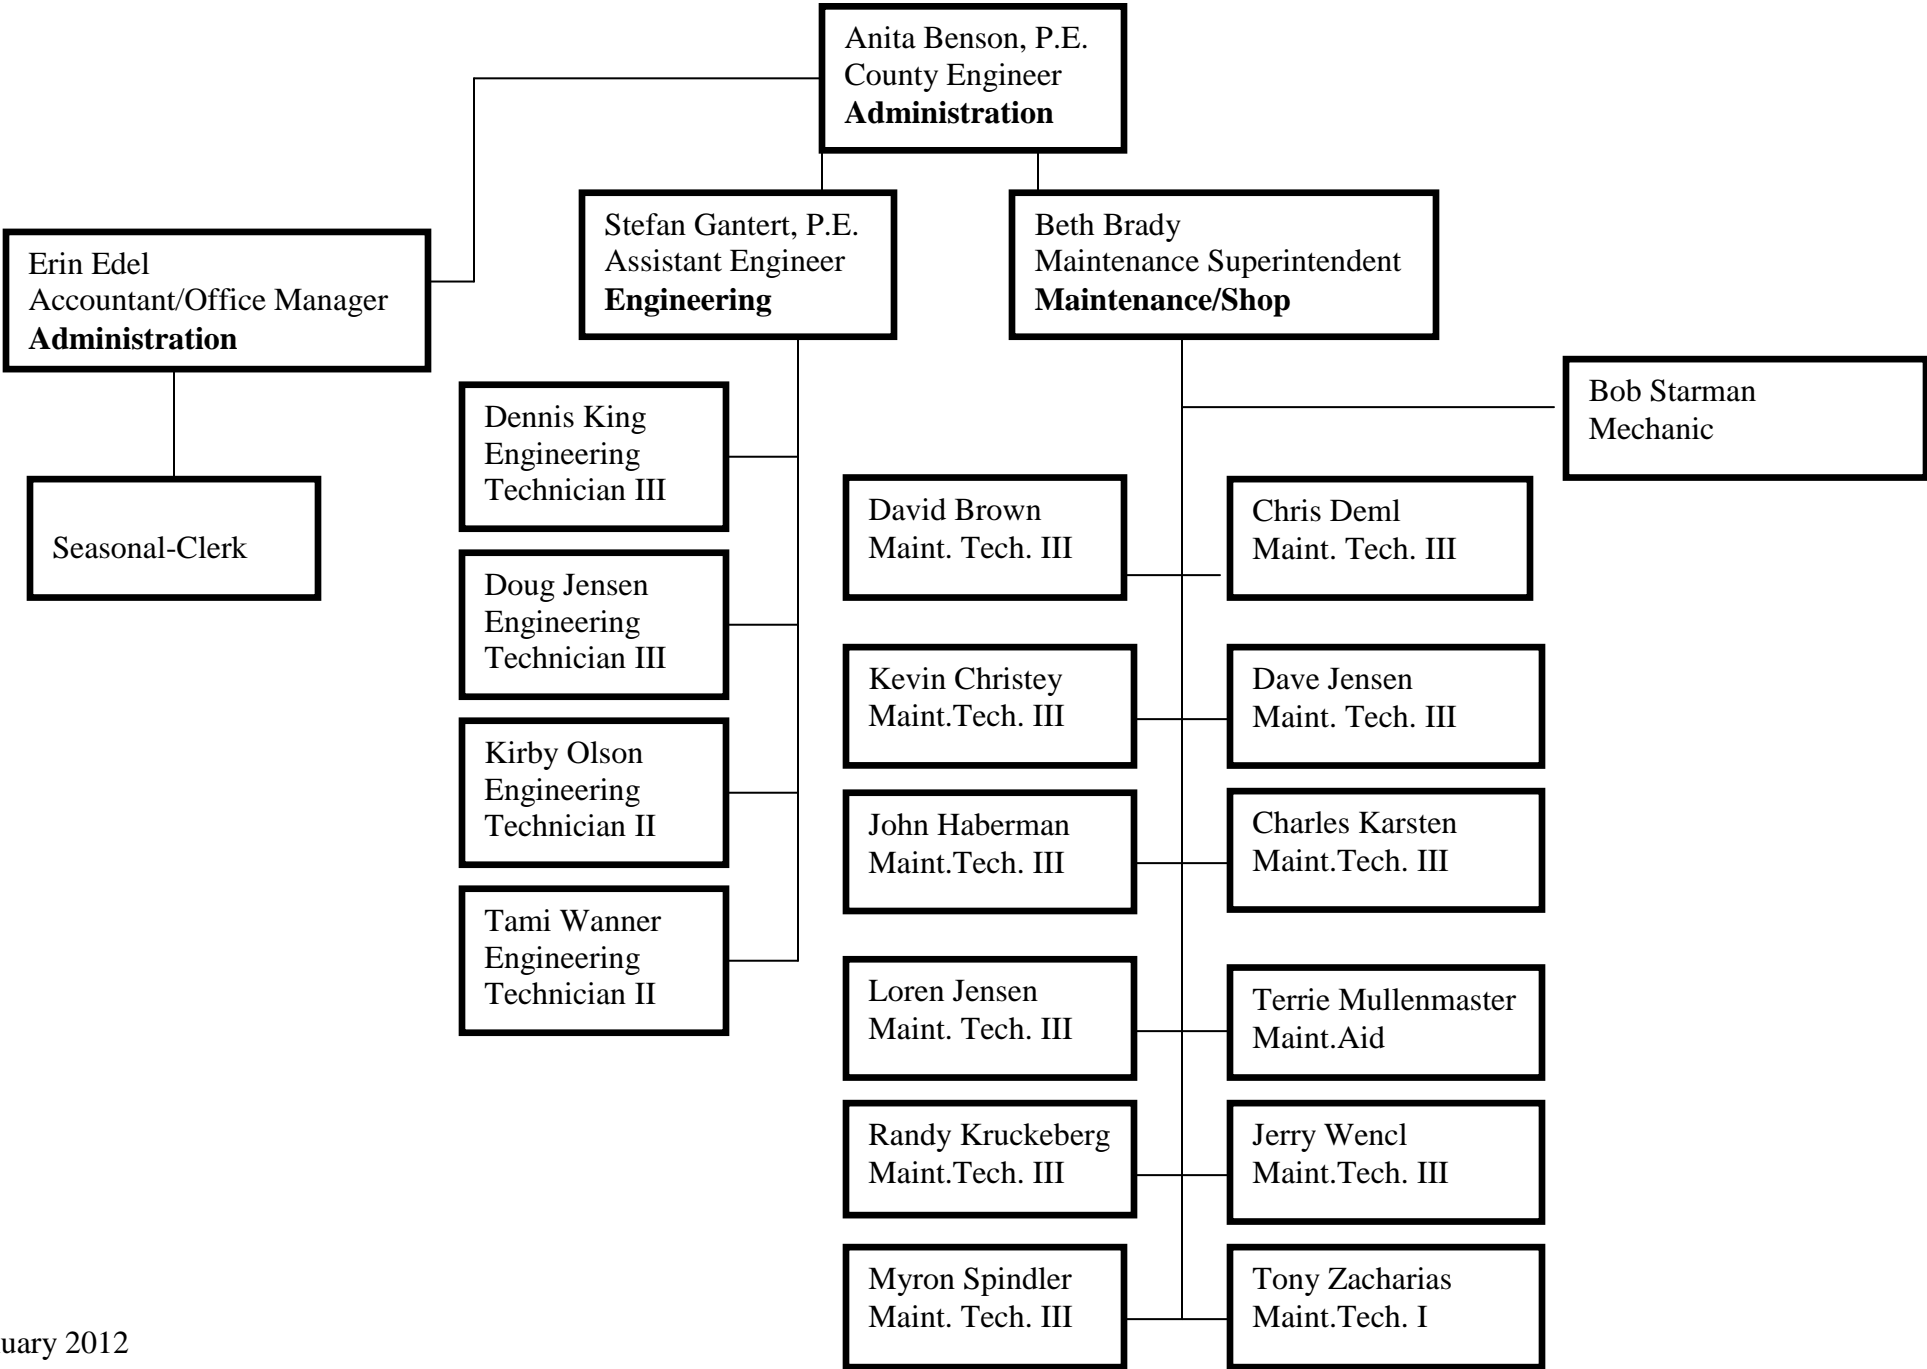 Anita Benson, P.E.
County Engineer
Administration
Erin Edel
Accountant/Office Manager
Administration
Seasonal-Clerk
Stefan Gantert, P.E.
Assistant Engineer
Engineering
Dennis King
Engineering
Technician III
Doug Jensen
Engineering
Technician III
Kirby Olson
Engineering
Technician II
Tami Wanner
Engineering
Technician II
Beth Brady
Maintenance Superintendent
Maintenance/Shop
Bob Starman
Mechanic
David Brown
Maint. Tech. III
Chris Deml
Maint. Tech. III
Kevin Christey
Maint.Tech. III
Dave Jensen
Maint. Tech. III
John Haberman
Maint.Tech. III
Charles Karsten
Maint.Tech. III
Loren Jensen
Maint. Tech. III
Terrie Mullenmaster
Maint.Aid
Randy Kruckeberg
Maint.Tech. III
Jerry Wencl
Maint.Tech. III
Myron Spindler
Maint. Tech. III
Tony Zacharias
Maint.Tech. I
uary 2012